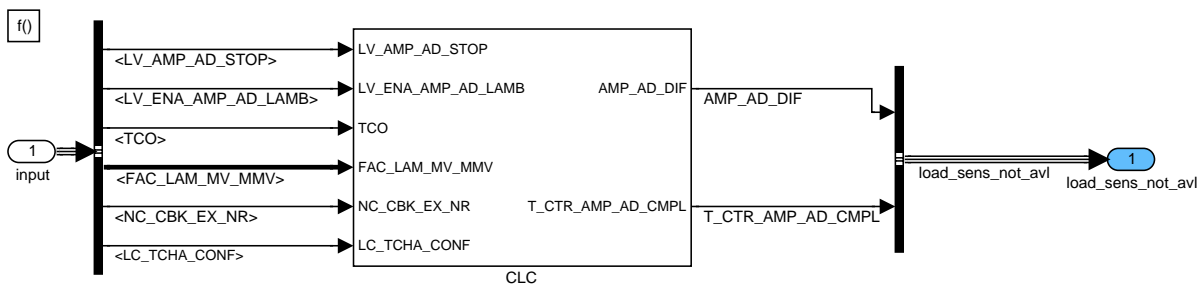 f()
<LV_AMP_AD_STOP>
LV_AMP_AD_STOP
<LV_ENA_AMP_AD_LAMB>
LV_ENA_AMP_AD_LAMB
AMP_AD_DIF
AMP_AD_DIF
<TCO>
TCO
1
input
<FAC_LAM_MV_MMV>
FAC_LAM_MV_MMV
<NC_CBK_EX_NR>
NC_CBK_EX_NR
T_CTR_AMP_AD_CMPL
T_CTR_AMP_AD_CMPL
<LC_TCHA_CONF>
LC_TCHA_CONF
CLC
load_sens_not_avl
1
load_sens_not_avl